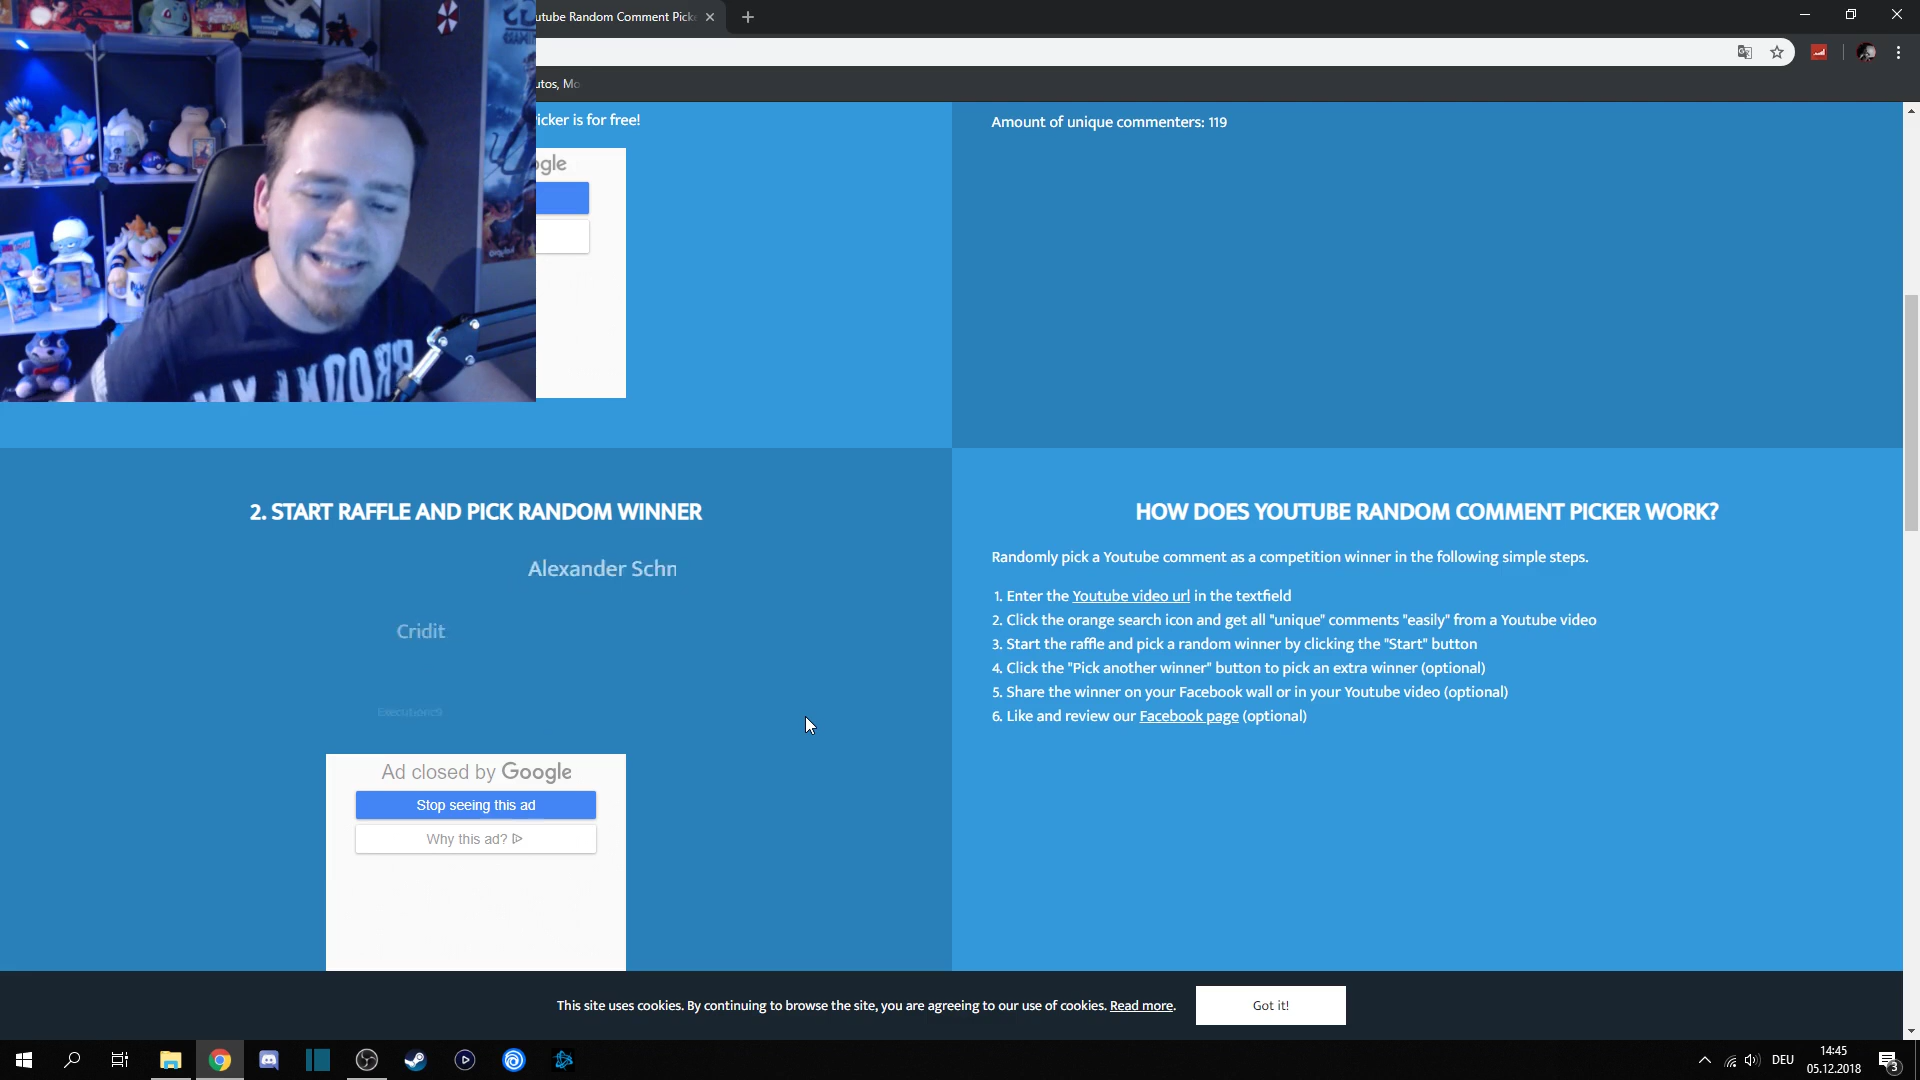 utube Random Comment Picke
utos, Mo
icker is for free!
ogle
Amount of unique commenters: 119
2. START RAFFLE AND PICK RANDOM WINNER
Alexander Schn
Cridit
Executionc9
Ad closed by Google
Stop seeing this ad
Why this ad?
HOW DOES YOUTUBE RANDOM COMMENT PICKER WORK?
Randomly pick a Youtube comment as a competition winner in the following simple steps.
1. Enter the Youtube video url in the textfield
2. Click the orange search icon and get all "unique" comments "easily" from a Youtube video
3. Start the raffle and pick a random winner by clicking the "Start" button
4. Click the "Pick another winner" button to pick an extra winner (optional)
5. Share the winner on your Facebook wall or in your Youtube video (optional)
6. Like and review our Facebook page (optional)
This site uses cookies. By continuing to browse the site, you are agreeing to our use of cookies. Read more.
Got it!
DEU
14:45
05.12.2018
3